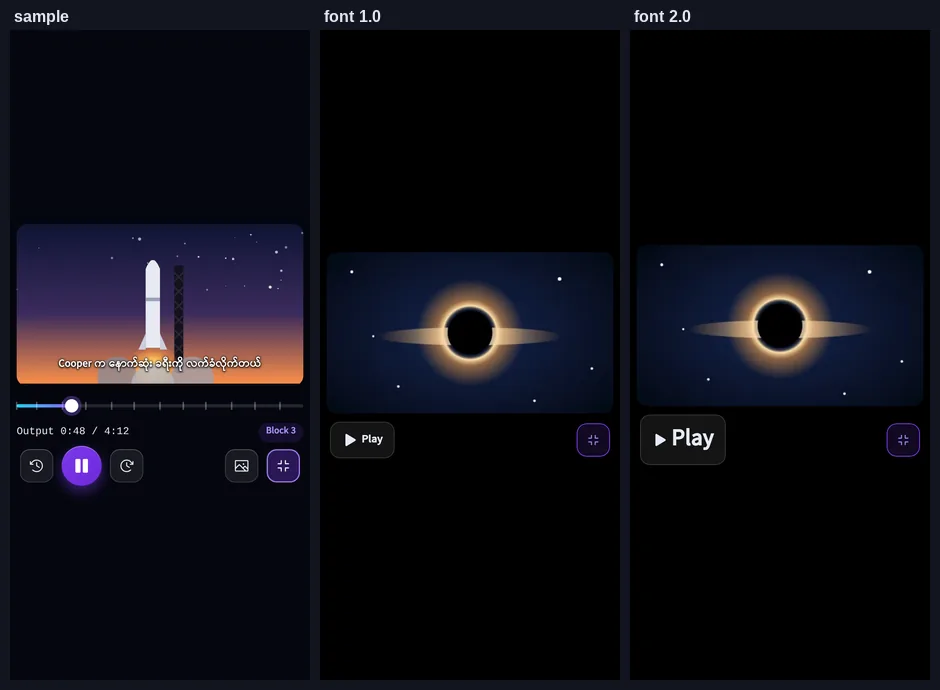 sample
font 1.0
font 2.0
Cooper က နောက်ဆုံး ခရီးကို လက်ခံလိုက်တယ်
Output 0:48 / 4:12
Block 3
Play
Play